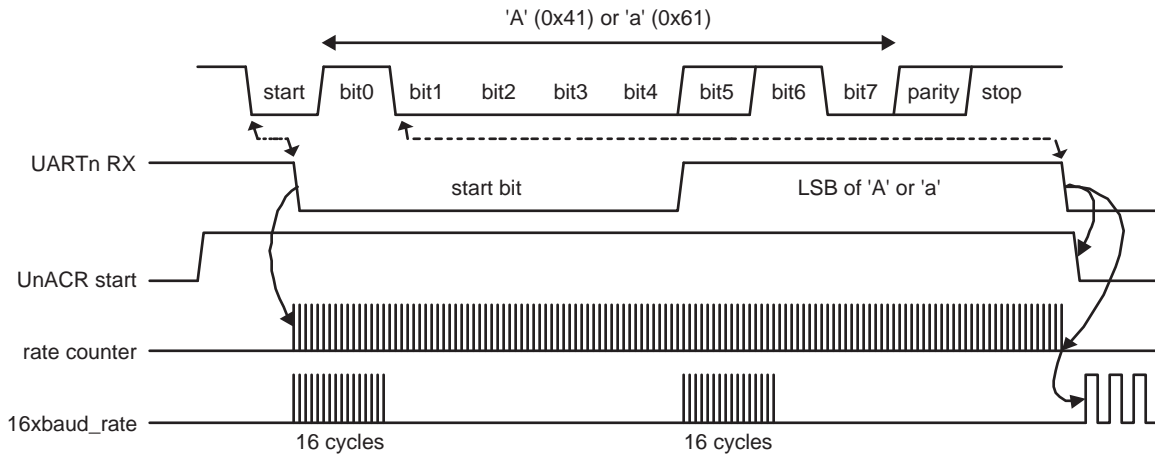 'A' (0x41) or 'a' (0x61)
start bit0 bit1 bit2 bit3 bit4 bit5 bit6 bit7 parity stop
UARTn RX
start bit LSB of 'A' or 'a'
UnACR start
rate counter
16xbaud_rate
16 cycles 16 cycles